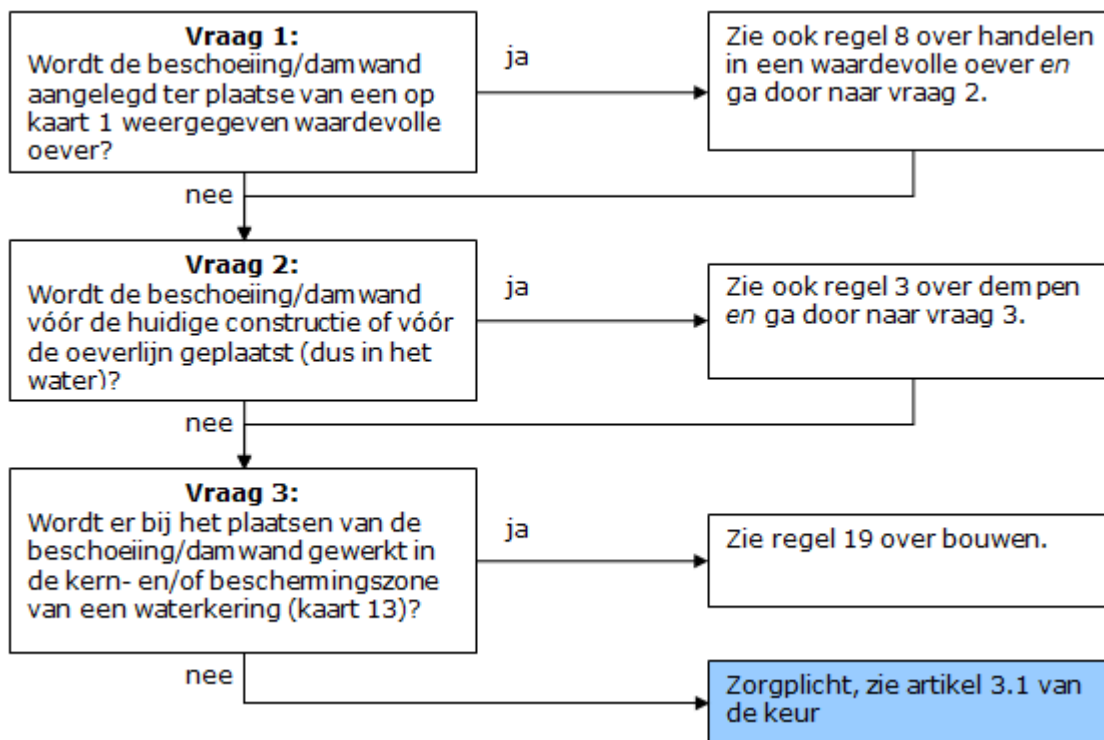 Vraag 1:
Wordt de beschoeiing/damwand
aangelegd ter plaatse van een op
kaart 1 weergegeven waardevolle
oever?
ja
Zie ook regel 8 over handelen
in een waardevolle oever en
ga door naar vraag 2.
nee
Vraag 2:
Wordt de beschoeiing/damwand
vóór de huidige constructie of vóór
de oeverlijn geplaatst (dus in het
water)?
ja
Zie ook regel 3 over dempen
en ga door naar vraag 3.
nee
Vraag 3:
Wordt er bij het plaatsen van de
beschoeiing/damwand gewerkt in
de kern- en/of beschermingszone
van een waterkering (kaart 13)?
ja
Zie regel 19 over bouwen.
nee
Zorgplicht, zie artikel 3.1 van
de keur